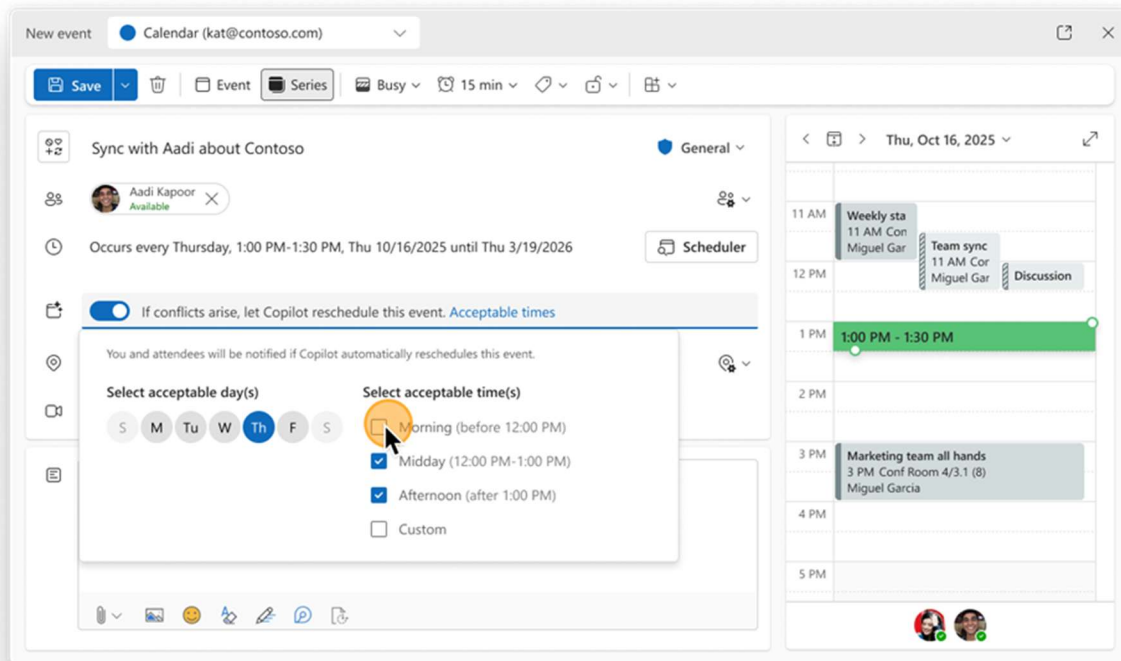 New event
Calendar (kat@contoso.com)
Save
Event
Series
Busy
15 min
Sync with Aadi about Contoso
General
Aadi Kapoor
Available
Occurs every Thursday, 1:00 PM-1:30 PM, Thu 10/16/2025 until Thu 3/19/2026
Scheduler
If conflicts arise, let Copilot reschedule this event. Acceptable times
You and attendees will be notified if Copilot automatically reschedules this event.
Select acceptable day(s)
S M Tu W Th F S
Select acceptable time(s)
Morning (before 12:00 PM)
Midday (12:00 PM-1:00 PM)
Afternoon (after 1:00 PM)
Custom
Thu, Oct 16, 2025
11 AM
Weekly sta
11 AM Con
Miguel Gar
Team sync
11 AM Cor
Miguel Gar
12 PM
Discussion
1 PM
1:00 PM - 1:30 PM
2 PM
3 PM
Marketing team all hands
3 PM Conf Room 4/3.1 (8)
Miguel Garcia
4 PM
5 PM